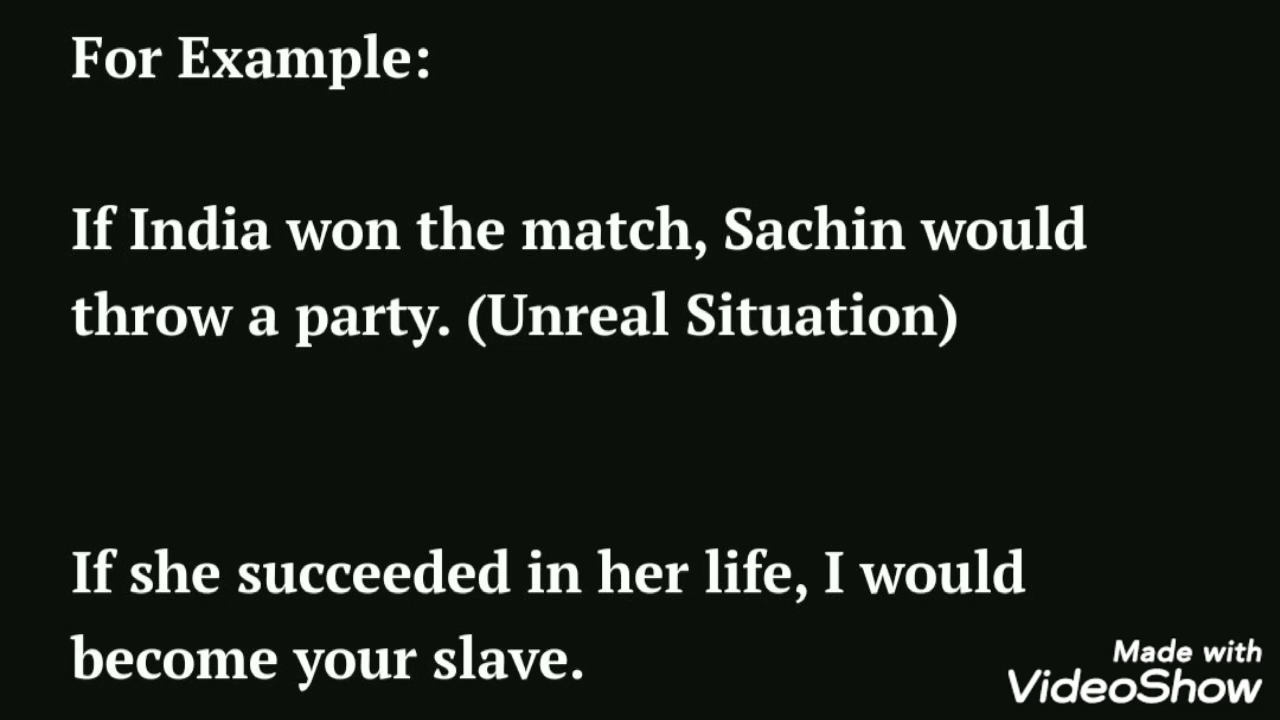 For Example:
If India won the match, Sachin would
throw a party. (Unreal Situation)
If she succeeded in her life, I would
become your slave.
Made with
VideoShow